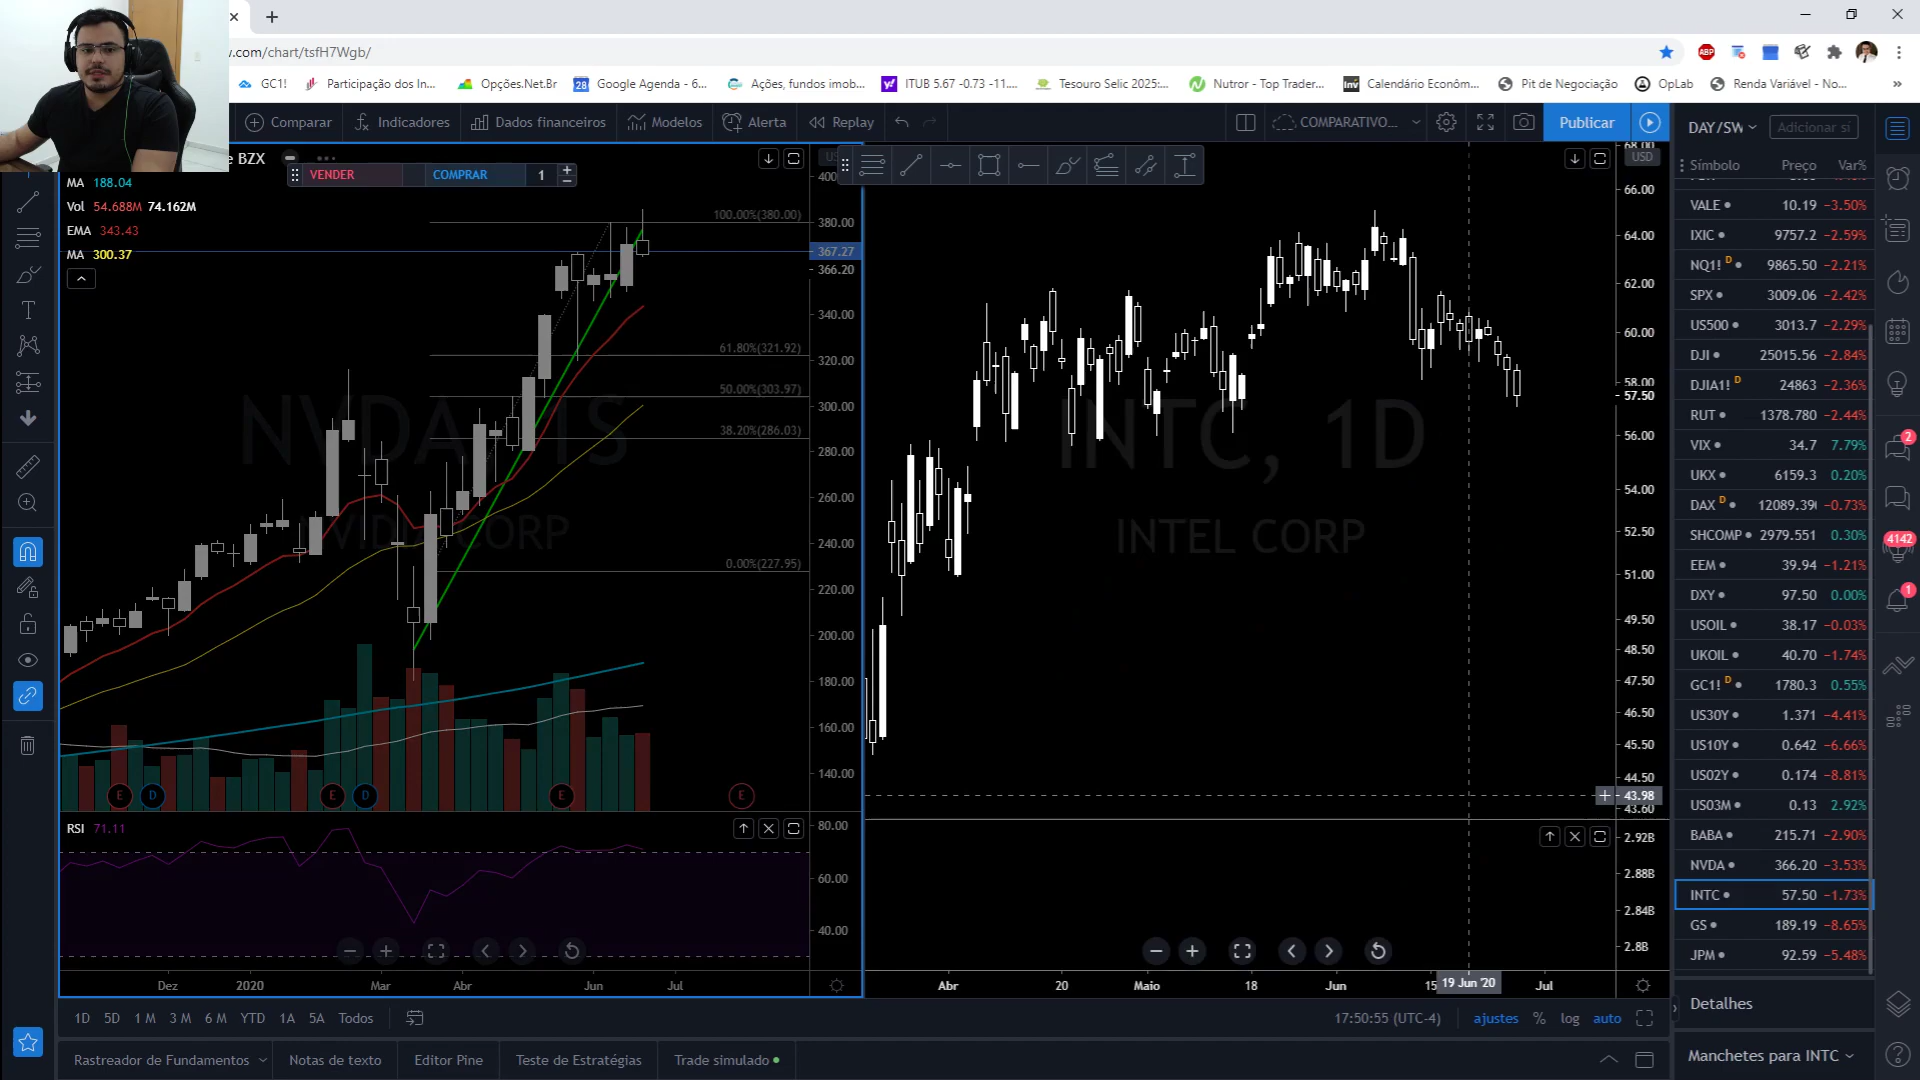 w.com/chart/tsfH7Wgb/
GC1!
Participação dos In...
Opções.Net.Br
28
Google Agenda - 6...
Ações, fundos imob...
ITUB 5.67 -0.73 -11....
Tesouro Selic 2025:...
Nutror - Top Trader...
Inv
Calendário Econôm...
Pit de Negociação
OpLab
Renda Variável - No...
»
ABP
Comparar
Indicadores
Dados financeiros
Modelos
Alerta
Replay
COMPARATIVO...
Publicar
DAY/SW
Adicionar sí
e BZX
VENDER
COMPRAR
1
MA 188.04
Vol 54.688M 74.162M
EMA 343.43
MA 300.37
NVDA, 1S
NVIDIA CORP
100.00%(380.00)
61.80%(321.92)
50.00%(303.97)
38.20%(286.03)
0.00%(227.95)
380.00
367.27
366.20
340.00
320.00
300.00
280.00
260.00
240.00
220.00
200.00
180.00
160.00
140.00
E
D
E
D
E
E
RSI 71.11
80.00
60.00
40.00
Dez
2020
Mar
Abr
Jun
Jul
INTC, 1D
INTEL CORP
USD
68.00
66.00
64.00
62.00
60.00
58.00
57.50
56.00
54.00
52.50
51.00
49.50
48.50
47.50
46.50
45.50
44.50
43.98
43.60
2.92B
2.88B
2.84B
2.8B
Abr
20
Maio
18
Jun
15
19 Jun '20
Jul
Símbolo Preço Var%
VALE 10.19 −3.50%
IXIC 9757.2 −2.59%
NQ1! D 9865.50 −2.21%
SPX 3009.06 −2.42%
US500 3013.7 −2.29%
DJI 25015.56 −2.84%
DJIA1! D 24863 −2.36%
RUT 1378.780 −2.44%
VIX 34.7 7.79%
UKX 6159.3 0.20%
DAX D 12089.39 −0.73%
SHCOMP 2979.551 0.30%
EEM 39.94 −1.21%
DXY 97.50 0.00%
USOIL 38.17 −0.03%
UKOIL 40.70 −1.74%
GC1! D 1780.3 0.55%
US30Y 1.371 −4.41%
US10Y 0.642 −6.66%
US02Y 0.174 −8.81%
US03M 0.13 2.92%
BABA 215.71 −2.90%
NVDA 366.20 −3.53%
INTC 57.50 −1.73%
GS 189.19 −8.65%
JPM 92.59 −5.48%
2
4142
1
Detalhes
Manchetes para INTC
1D 5D 1 M 3 M 6 M YTD 1A 5A Todos
17:50:55 (UTC-4)
ajustes % log auto
Rastreador de Fundamentos
Notas de texto
Editor Pine
Teste de Estratégias
Trade simulado